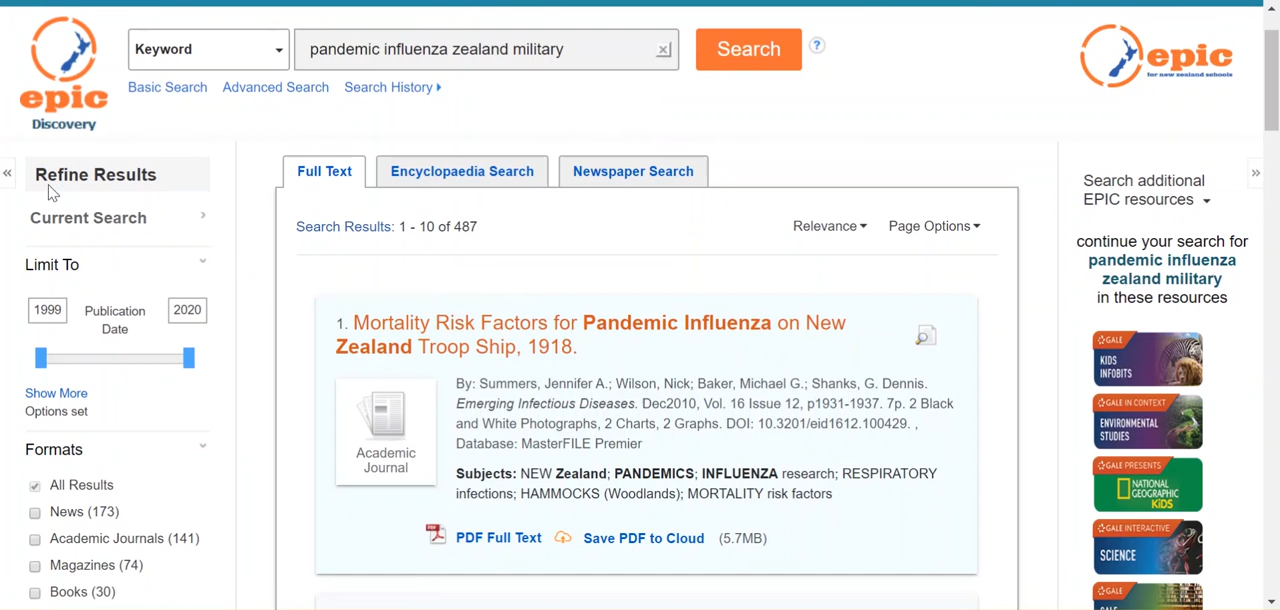 epic
Discovery
Keyword
pandemic influenza zealand military
x
Search
?
Basic Search
Advanced Search
Search History
epic
for new zealand schools
«
Refine Results
Current Search
Limit To
1999
Publication
Date
2020
Show More
Options set
Formats
All Results
News (173)
Academic Journals (141)
Magazines (74)
Books (30)
Full Text
Encyclopaedia Search
Newspaper Search
Search Results: 1 - 10 of 487
Relevance
Page Options
1. Mortality Risk Factors for Pandemic Influenza on New
Zealand Troop Ship, 1918.
Academic
Journal
By: Summers, Jennifer A.; Wilson, Nick; Baker, Michael G.; Shanks, G. Dennis.
Emerging Infectious Diseases. Dec2010, Vol. 16 Issue 12, p1931-1937. 7p. 2 Black
and White Photographs, 2 Charts, 2 Graphs. DOI: 10.3201/eid1612.100429. ,
Database: MasterFILE Premier
Subjects: NEW Zealand; PANDEMICS; INFLUENZA research; RESPIRATORY
infections; HAMMOCKS (Woodlands); MORTALITY risk factors
PDF
PDF Full Text
Save PDF to Cloud
(5.7MB)
»
Search additional
EPIC resources
continue your search for
pandemic influenza
zealand military
in these resources
GALE
KIDS
INFOBITS
GALE IN CONTEXT
ENVIRONMENTAL
STUDIES
GALE PRESENTS
NATIONAL
GEOGRAPHIC
KiDS
GALE INTERACTIVE
SCIENCE
GALE